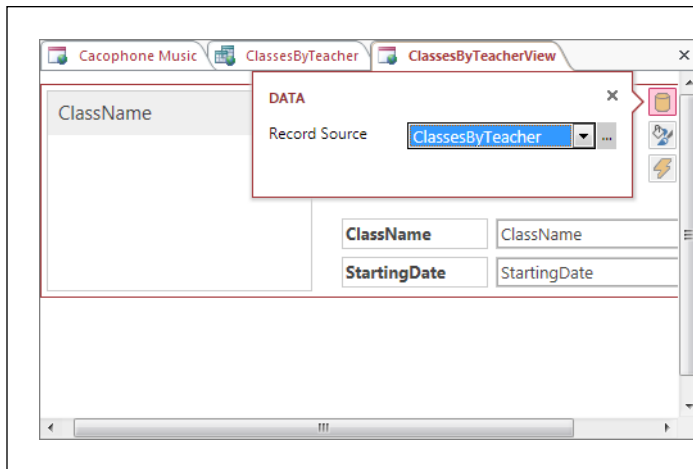 Cacophone Music ClassesByTeacher ClassesByTeacherView
DATA
ClassName
Record Source ClassesByTeacher ...
ClassName ClassName
StartingDate StartingDate